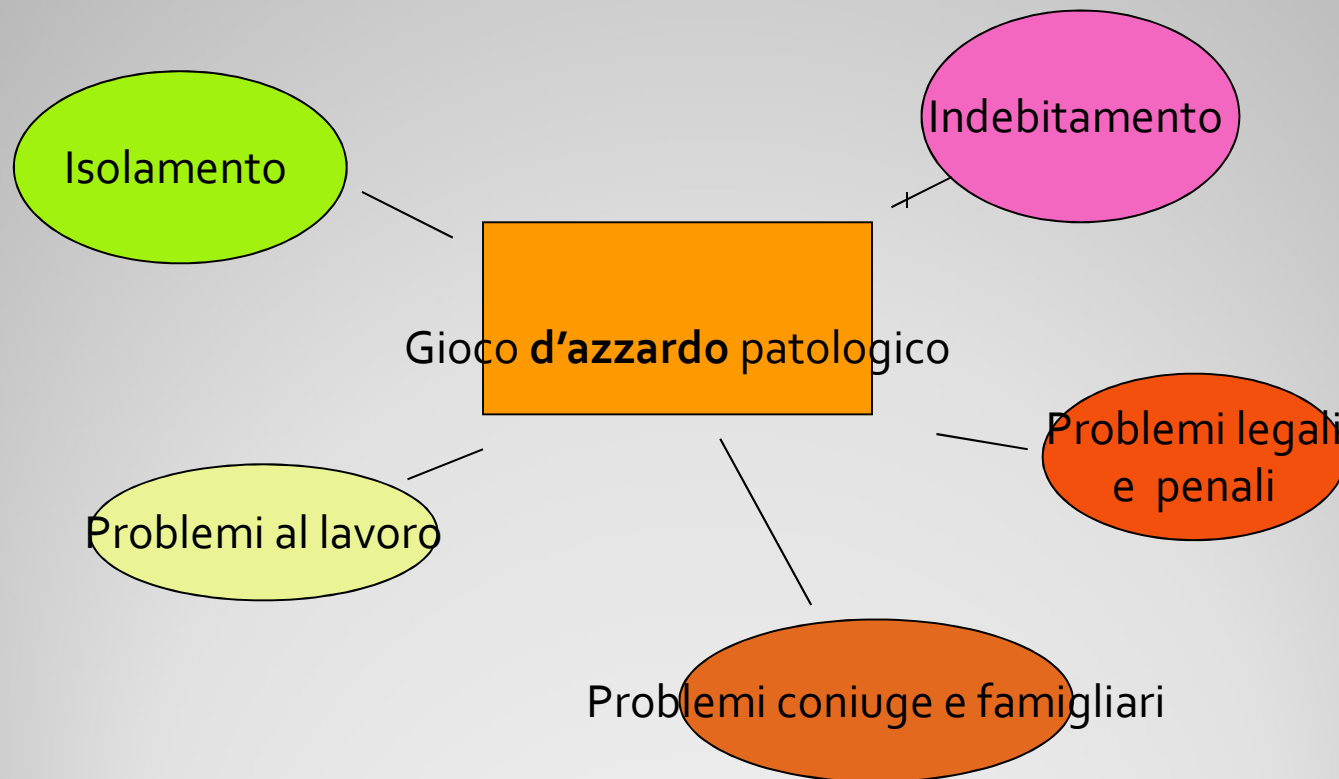 Indebitamento
Isolamento
Gioco d’azzardo patologico
Problemi legali
e penali
Problemi al lavoro
Problemi coniuge e famigliari